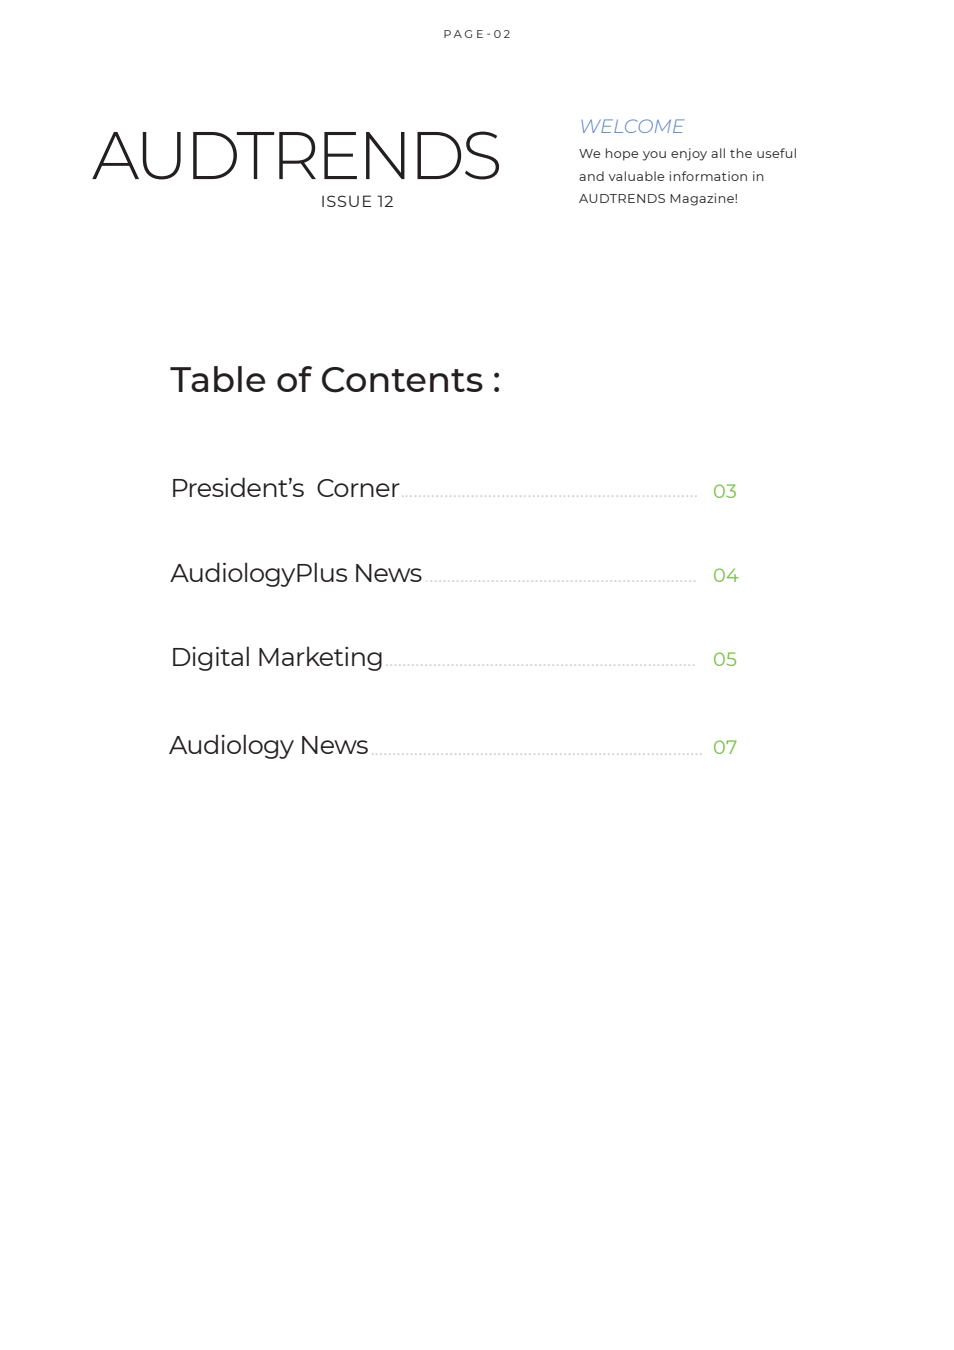 PAGE-02
AUDTRENDS
ISSUE 12
WELCOME
We hope you enjoy all the useful
and valuable information in
AUDTRENDS Magazine!
Table of Contents :
President’s  Corner 03
AudiologyPlus News 04
Digital Marketing 05
Audiology News 07